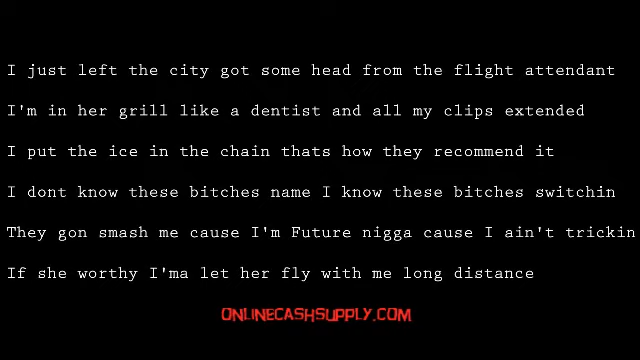 I just left the city got some head from the flight attendant
I'm in her grill like a dentist and all my clips extended
I put the ice in the chain thats how they recommend it
I dont know these bitches name I know these bitches switchin
They gon smash me cause I'm Future nigga cause I ain't trickin
If she worthy I'ma let her fly with me long distance
ONLINECASHSUPPLY.COM